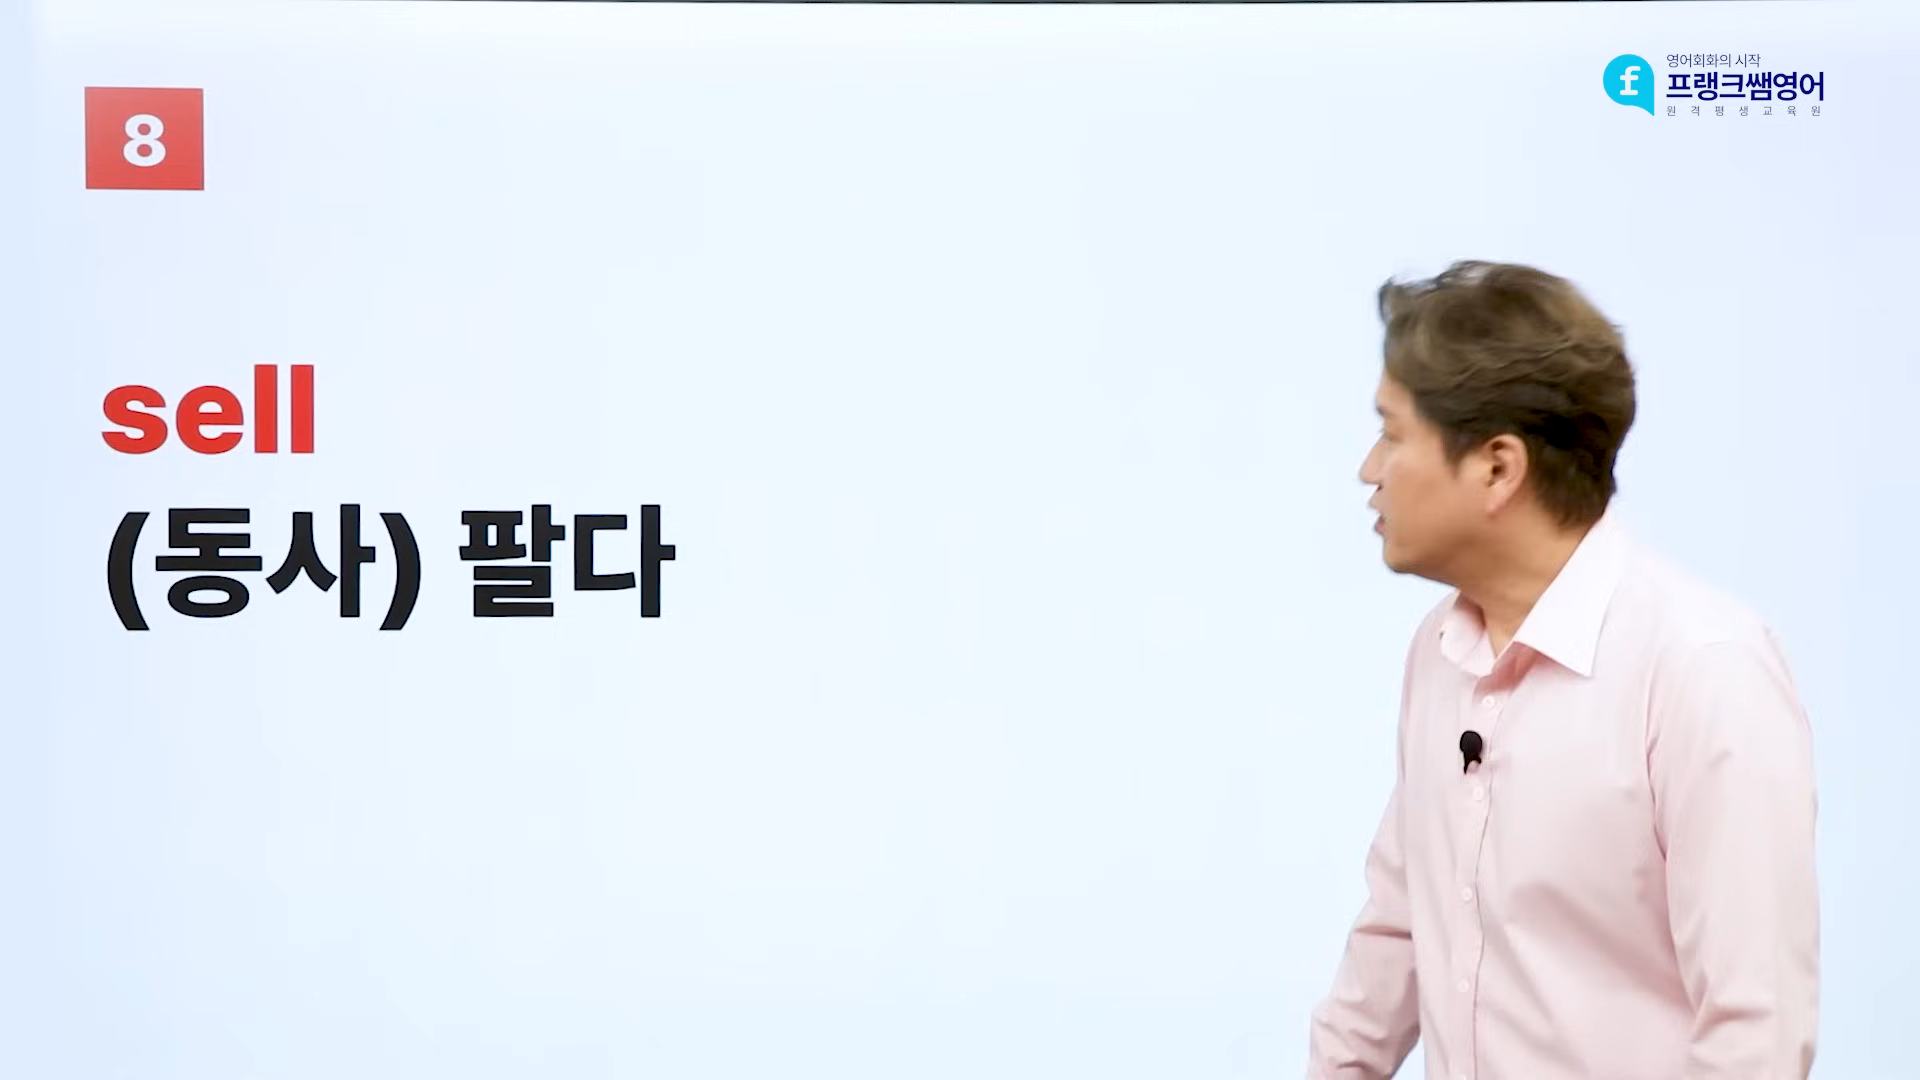 8
영어회화의 시작
프랭크쌤영어
원격평생교육원
sell
(동사) 팔다